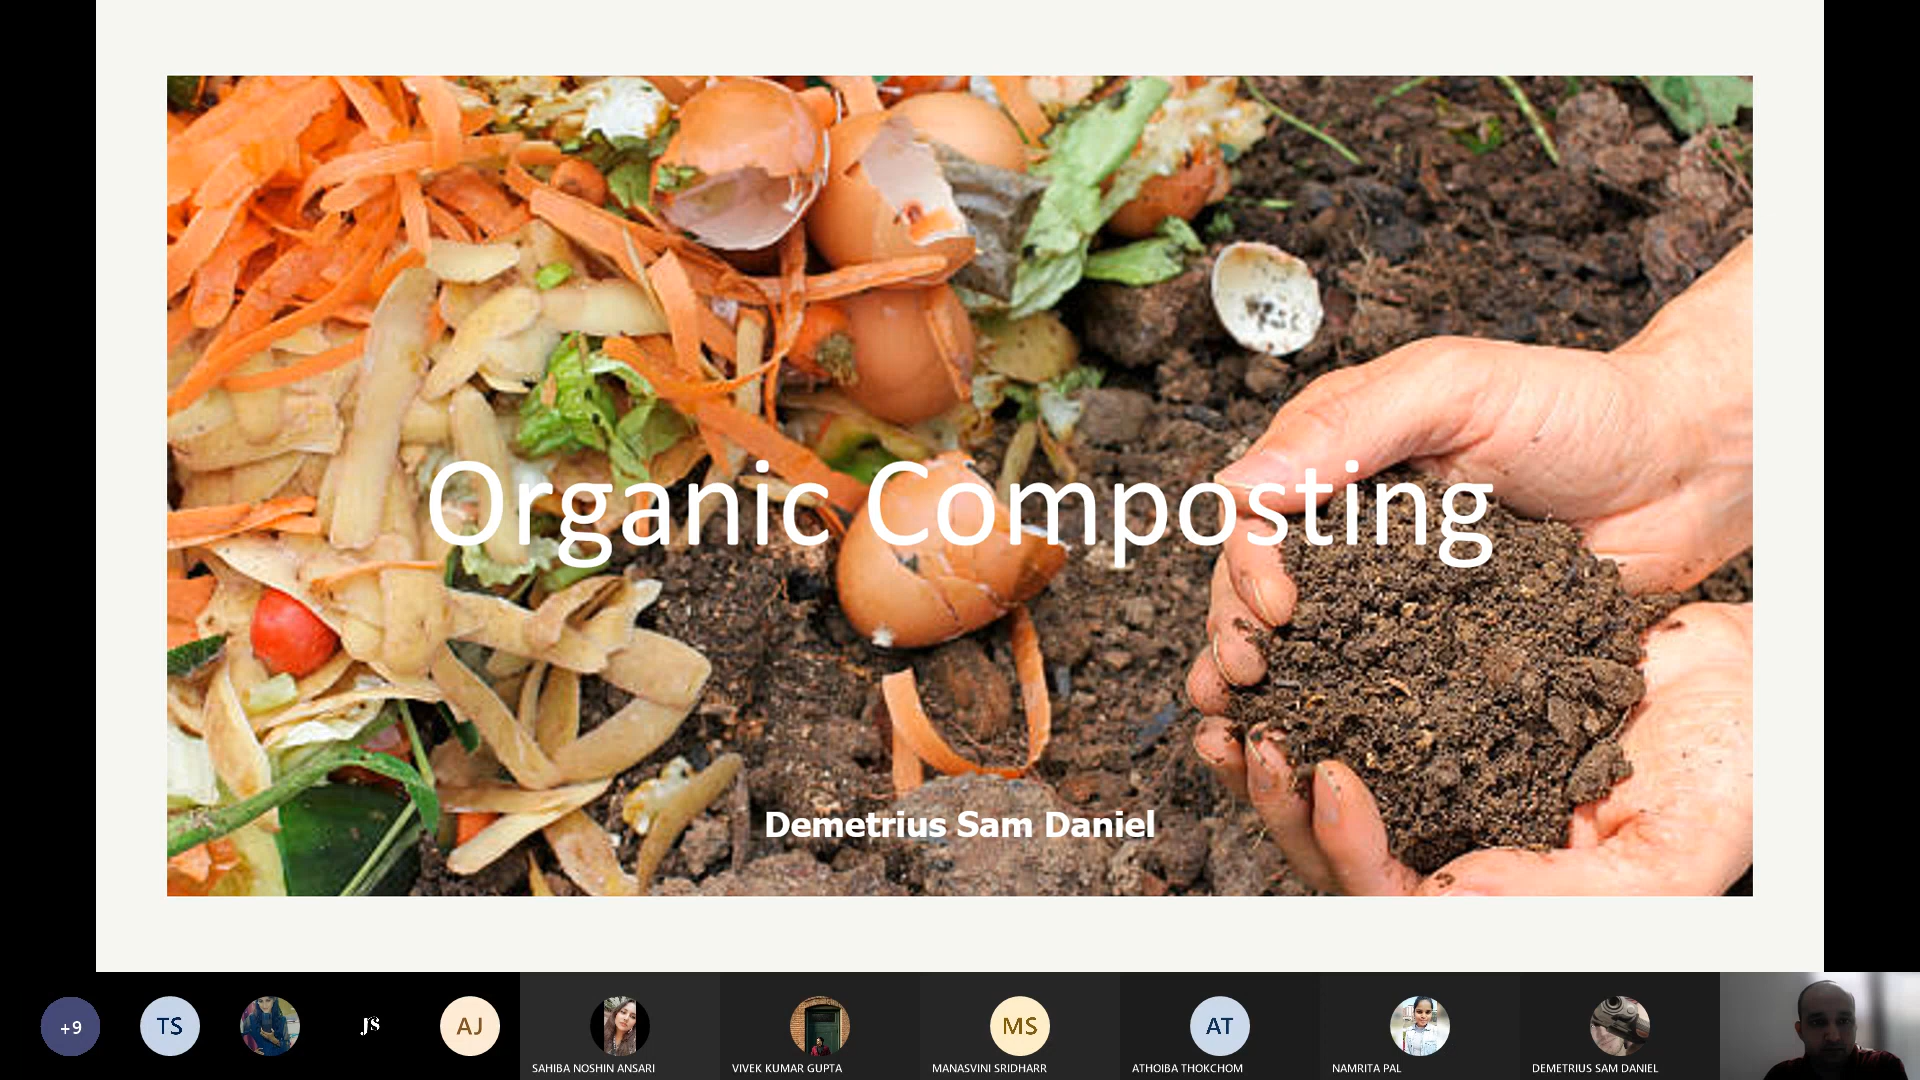 Organic Composting
Demetrius Sam Daniel
+9
TS
JS
AJ
MS
AT
SAHIBA NOSHIN ANSARI
VIVEK KUMAR GUPTA
MANASVINI SRIDHARR
ATHOIBA THOKCHOM
NAMRITA PAL
DEMETRIUS SAM DANIEL